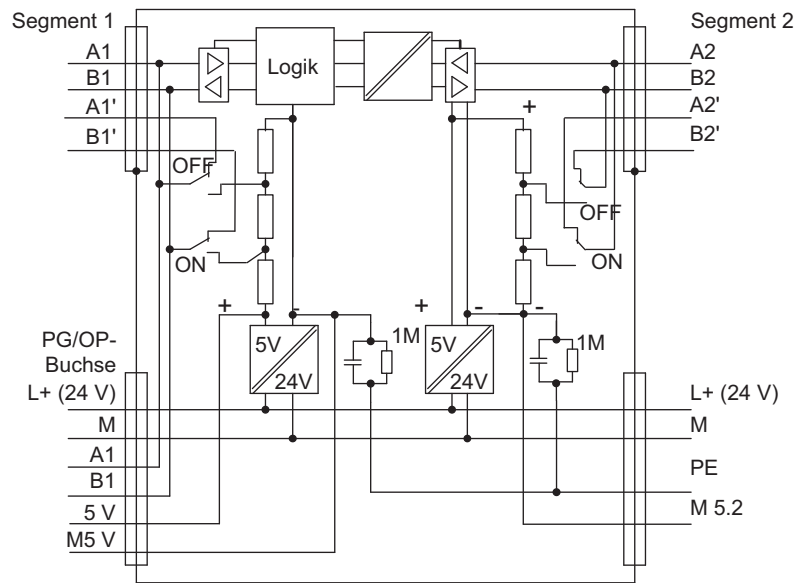 Segment 1
Segment 2
A1
B1
A1'
B1'
A2
B2
A2'
B2'
Logik
+
OFF
ON
OFF
ON
+
-
+
-
-
PG/OP-
Buchse
5V
24V
1M
5V
24V
1M
L+ (24 V)
M
A1
B1
5 V
M5 V
L+ (24 V)
M
PE
M 5.2